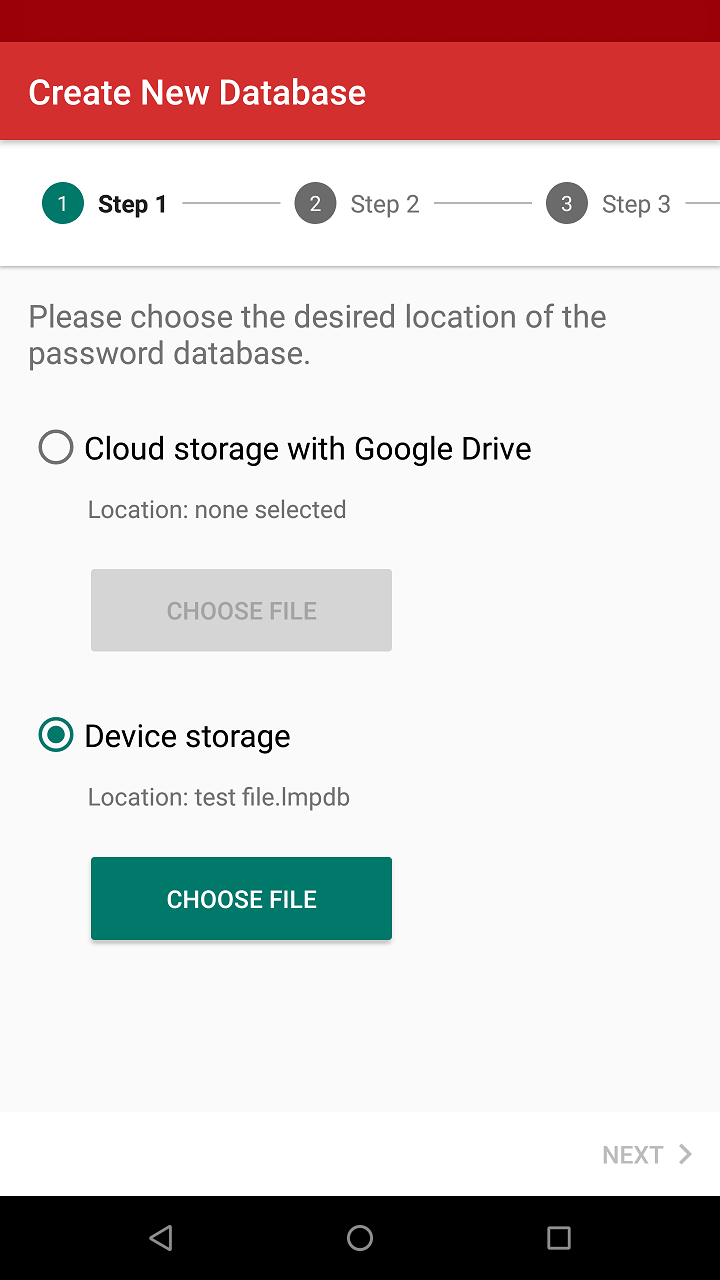 Create New Database
1 Step 1 2 Step 2 3 Step 3
Please choose the desired location of the
password database.
Cloud storage with Google Drive
Location: none selected
CHOOSE FILE
Device storage
Location: test file.lmpdb
CHOOSE FILE
NEXT